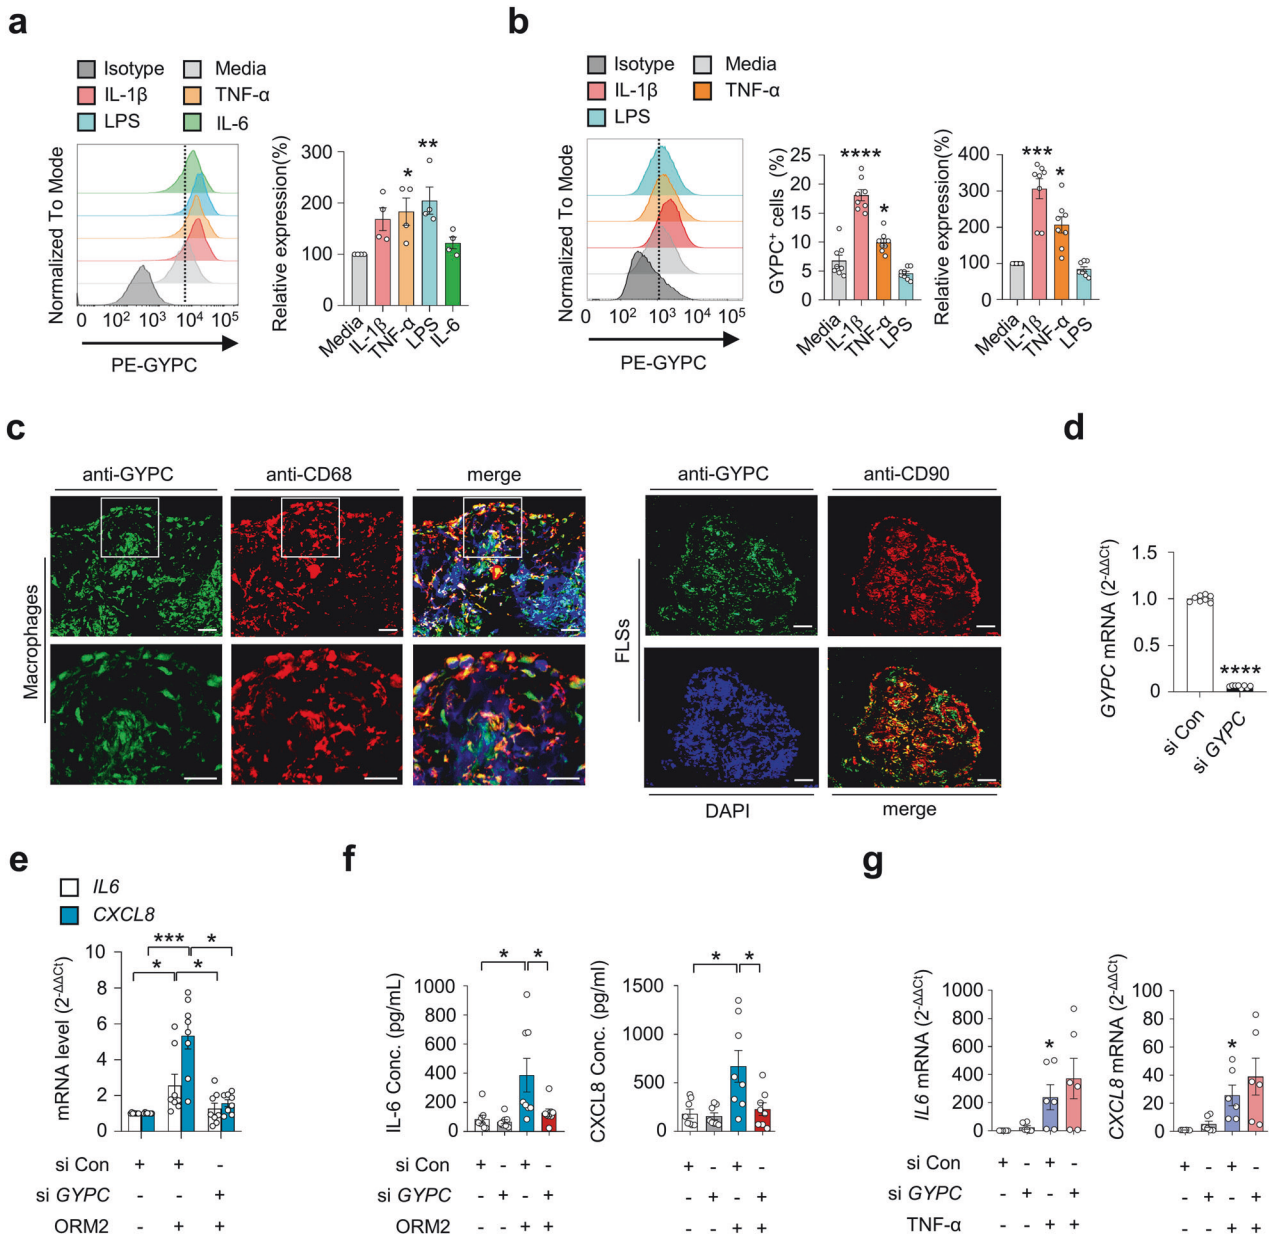 a
Isotype Media
IL-1β TNF-α
LPS IL-6
Normalized To Mode
0 10² 10³ 10⁴ 10⁵
PE-GYPC
Relative expression(%)
300
200
100
0
* **
Media IL-1β TNF-α LPS IL-6
b
Isotype Media
IL-1β TNF-α
LPS
Normalized To Mode
0 10² 10³ 10⁴ 10⁵
PE-GYPC
GYPC⁺ cells (%)
25
20
15
10
5
0
**** *
Media IL-1β TNF-α LPS
Relative expression(%)
400
300
200
100
0
*** *
Media IL-1β TNF-α LPS
c
anti-GYPC anti-CD68 merge
Macrophages
anti-GYPC anti-CD90
FLSs
DAPI merge
d
GYPC mRNA (2-ΔΔCt)
1.5
1.0
0.5
0
****
si Con si GYPC
e
IL6
CXCL8
*** *
* *
mRNA level (2-ΔΔCt)
10
8
6
4
2
0
si Con + + -
si GYPC - - +
ORM2 - + +
f
* *
IL-6 Conc. (pg/mL)
1000
800
600
400
200
0
* *
CXCL8 Conc. (pg/ml)
1500
1000
500
0
si Con + - + - + - + -
si GYPC - + - + - + - +
ORM2 - - + + - - + +
g
IL6 mRNA (2-ΔΔCt)
1000
800
600
400
200
0
*
CXCL8 mRNA (2-ΔΔCt)
100
80
60
40
20
0
*
si Con + - + - + - + -
si GYPC - + - + - + - +
TNF-α - - + + - - + +